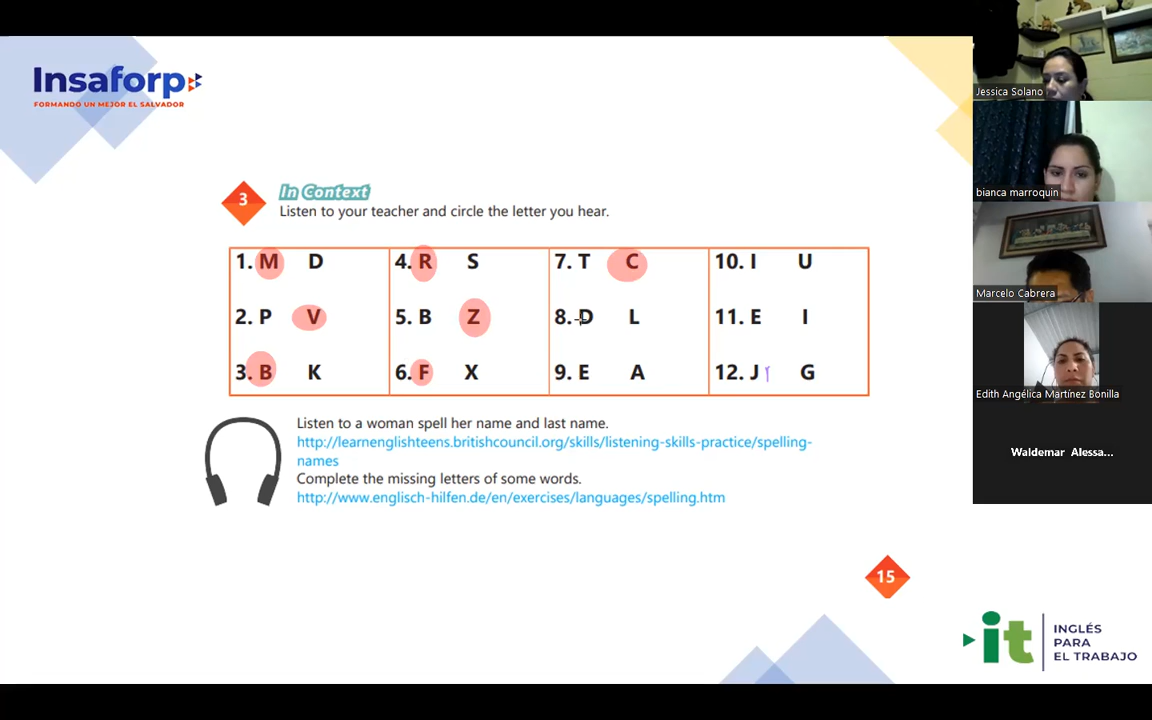 Insaforp
FORMANDO UN MEJOR EL SALVADOR
3
In Context
Listen to your teacher and circle the letter you hear.
1. M D
4. R S
7. T C
10. I U
2. P V
5. B Z
8. D L
11. E I
3. B K
6. F X
9. E A
12. J G
Listen to a woman spell her name and last name.
http://learnenglishteens.britishcouncil.org/skills/listening-skills-practice/spelling-
names
Complete the missing letters of some words.
http://www.englisch-hilfen.de/en/exercises/languages/spelling.htm
15
it
INGLÉS
PARA
EL TRABAJO
Jessica Solano
bianca marroquin
Marcelo Cabrera
Edith Angélica Martínez Bonilla
Waldemar Alessa...